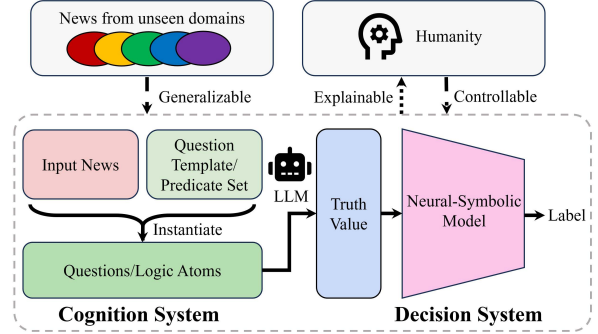 News from unseen domains
Humanity
Generalizable
Explainable
Controllable
Input News
Question
Template/
Predicate Set
LLM
Truth
Value
Neural-Symbolic
Model
Label
Instantiate
Questions/Logic Atoms
Cognition System
Decision System